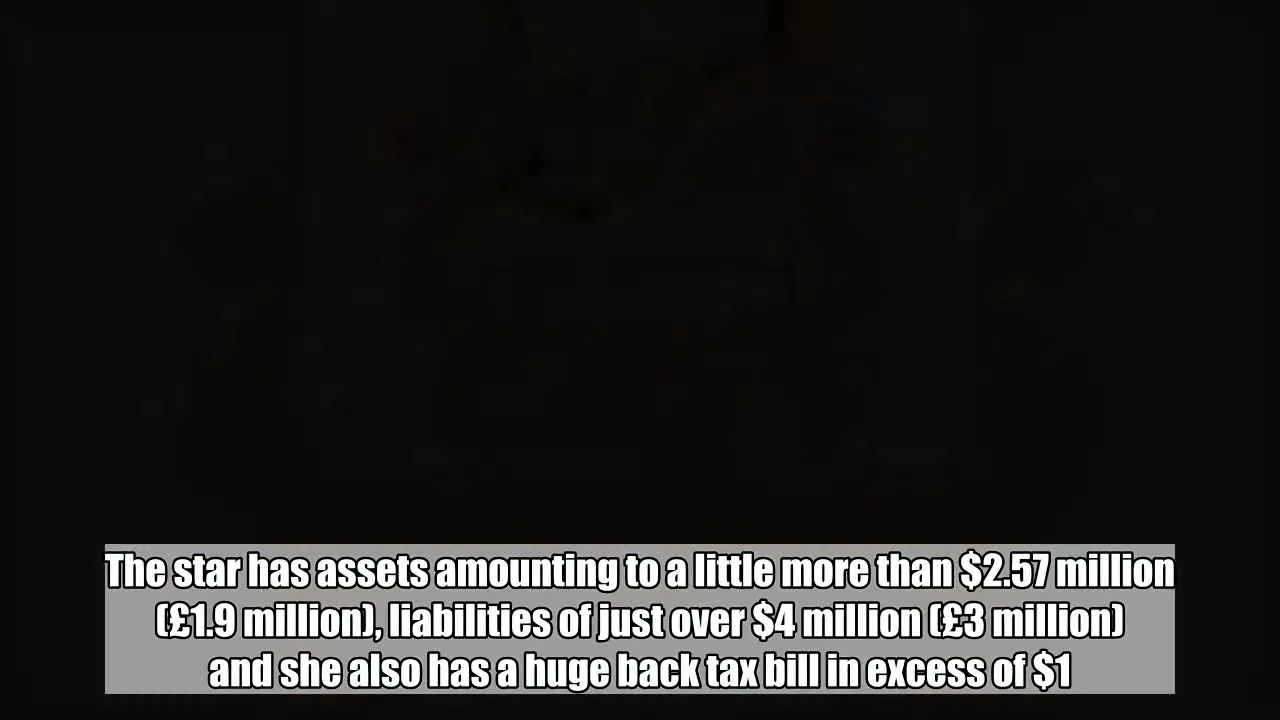 The star has assets amounting to a little more than $2.57 million
(£1.9 million), liabilities of just over $4 million (£3 million)
and she also has a huge back tax bill in excess of $1